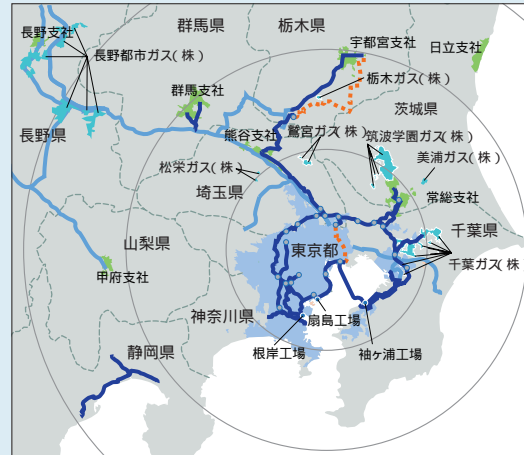 群馬県
栃木県
長野支社
長野都市ガス(株)
宇都宮支社
日立支社
群馬支社
栃木ガス(株)
茨城県
長野県
熊谷支社
鷲宮ガス(株)
筑波学園ガス(株)
美浦ガス(株)
松栄ガス(株)
埼玉県
常総支社
千葉県
山梨県
東京都
千葉ガス(株
甲府支社
神奈川県
扇島工場
静岡県
根岸工場
袖ヶ浦工場